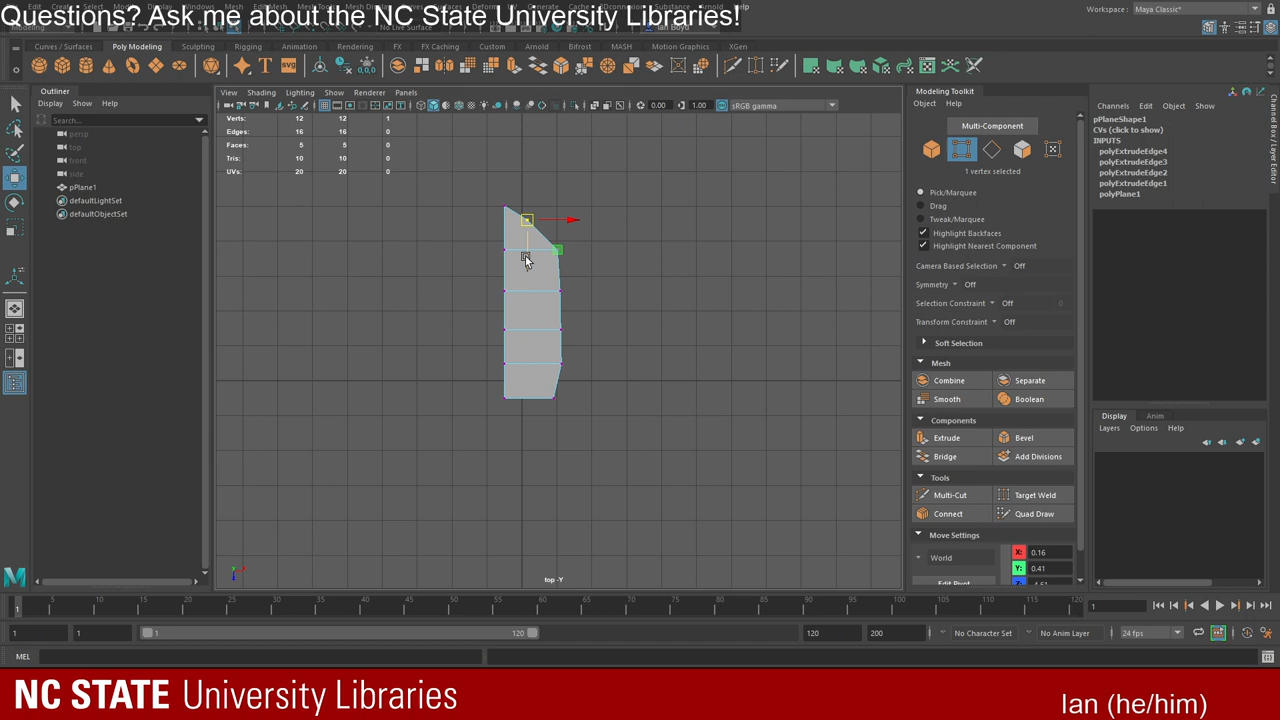 Questions? Ask me about the NC State University Libraries!
Workspace : Maya Classic*
Curves / Surfaces Poly Modeling Sculpting Rigging Animation Rendering FX FX Caching Custom Arnold Bifrost MASH Motion Graphics XGen
Outliner
Display Show Help
Search...
persp
top
front
side
pPlane1
defaultLightSet
defaultObjectSet
View Shading Lighting Show Renderer Panels
0.00 1.00 sRGB gamma
Verts: 12 12 1
Edges: 16 16 0
Faces: 5 5 0
Tris: 10 10 0
UVs: 20 20 0
top -Y
Modeling Toolkit
Object Help
Multi-Component
1 vertex selected
Pick/Marquee
Drag
Tweak/Marquee
Highlight Backfaces
Highlight Nearest Component
Camera Based Selection Off
Symmetry Off
Selection Constraint Off 0
Transform Constraint Off
Soft Selection
Mesh
Combine Separate
Smooth Boolean
Components
Extrude Bevel
Bridge Add Divisions
Tools
Multi-Cut Target Weld
Connect Quad Draw
Move Settings
World X: 0.16
Y: 0.41
Channels Edit Object Show
pPlaneShape1
CVs (click to show)
INPUTS
polyExtrudeEdge4
polyExtrudeEdge3
polyExtrudeEdge2
polyExtrudeEdge1
polyPlane1
Channel Box / Layer Editor
Display Anim
Layers Options Help
5 10 15 20 25 30 35 40 45 50 55 60 65 70 75 80 85 90 95 100 105 110 115 120
1 1
1 1 1 120 120 200 No Character Set No Anim Layer 24 fps
MEL
NC STATE University Libraries
Ian (he/him)